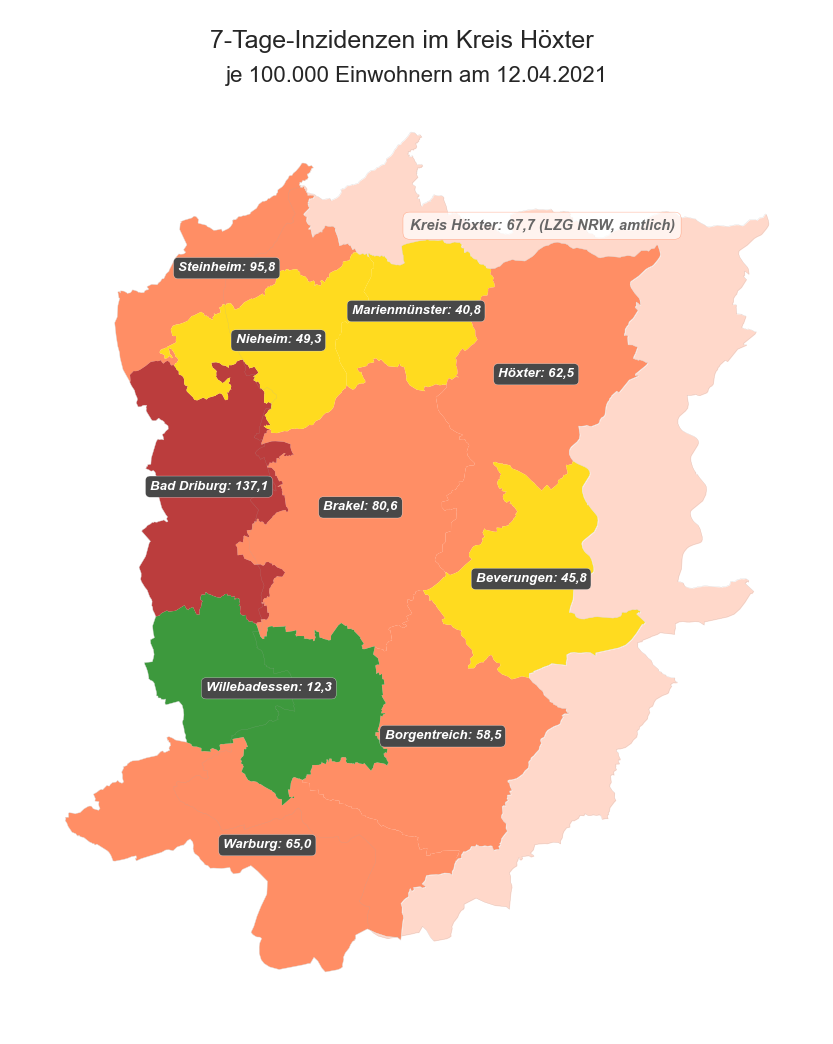 7-Tage-Inzidenzen im Kreis Höxter
je 100.000 Einwohnern am 12.04.2021
Kreis Höxter: 67,7 (LZG NRW, amtlich)
Steinheim: 95,8
Marienmünster: 40,8
Nieheim: 49,3
Höxter: 62,5
Bad Driburg: 137,1
Brakel: 80,6
Beverungen: 45,8
Willebadessen: 12,3
Borgentreich: 58,5
Warburg: 65,0